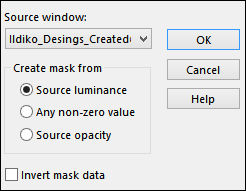 Source window:
Ildiko_Desings_Created(
OK
Create mask from
Cancel
Source luminance
Help
Any non-zero value
Source opacity
Invert mask data